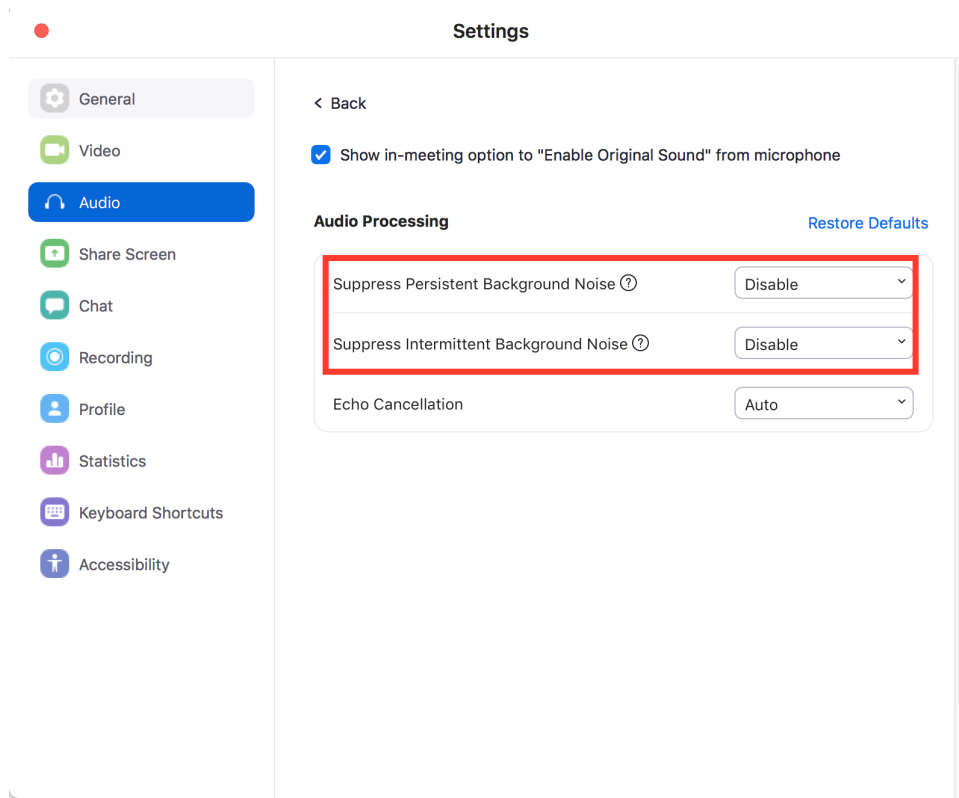 Settings
General
Video
Audio
Share Screen
Chat
Recording
Profile
Statistics
Keyboard Shortcuts
Accessibility
Back
Show in-meeting option to "Enable Original Sound" from microphone
Audio Processing
Restore Defaults
Suppress Persistent Background Noise ?
Disable
Suppress Intermittent Background Noise ?
Disable
Echo Cancellation
Auto